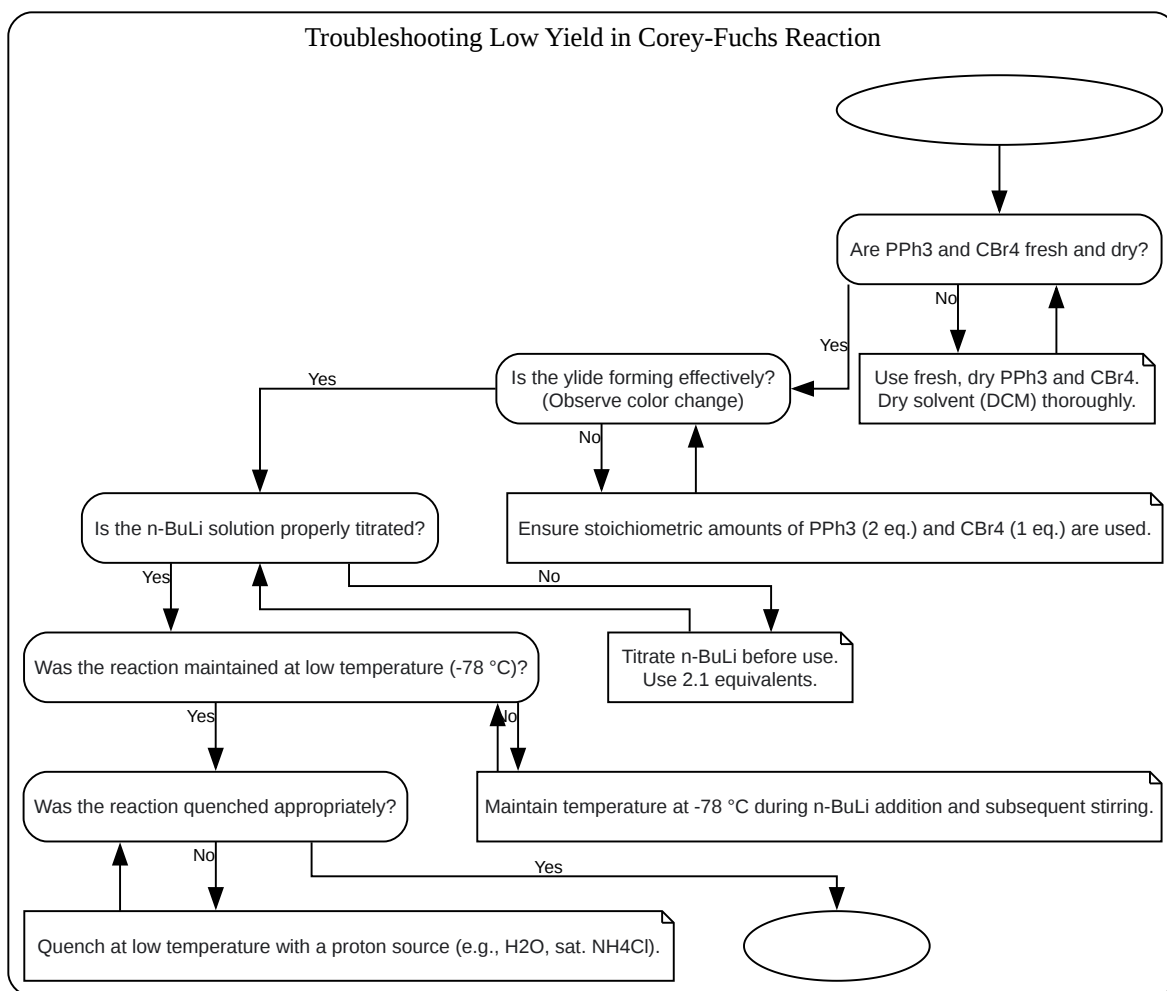 Troubleshooting Low Yield in Corey-Fuchs Reaction
Are PPh3 and CBr4 fresh and dry?
No
Yes
Use fresh, dry PPh3 and CBr4.
Dry solvent (DCM) thoroughly.
Is the ylide forming effectively?
(Observe color change)
Yes
No
Ensure stoichiometric amounts of PPh3 (2 eq.) and CBr4 (1 eq.) are used.
Is the n-BuLi solution properly titrated?
Yes
No
Titrate n-BuLi before use.
Use 2.1 equivalents.
Was the reaction maintained at low temperature (-78 °C)?
Yes
No
Maintain temperature at -78 °C during n-BuLi addition and subsequent stirring.
Was the reaction quenched appropriately?
No
Yes
Quench at low temperature with a proton source (e.g., H2O, sat. NH4Cl).